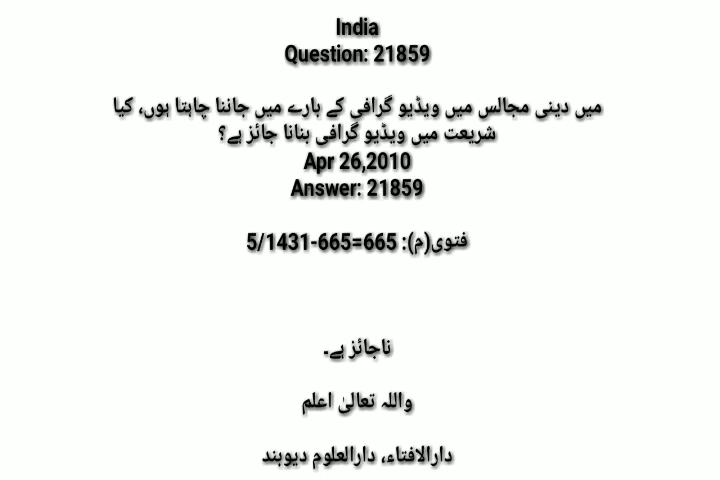 India
Question: 21859
میں دینی مجالس میں ویڈیو گرافی کے بارے میں جاننا چاہتا ہوں، کیا
شریعت میں ویڈیو گرافی بنانا جائز ہے؟
Apr 26,2010
Answer: 21859
فتوی(م): 665=665-5/1431
ناجائز ہے۔
واللہ تعالیٰ اعلم
دارالافتاء، دارالعلوم دیوبند